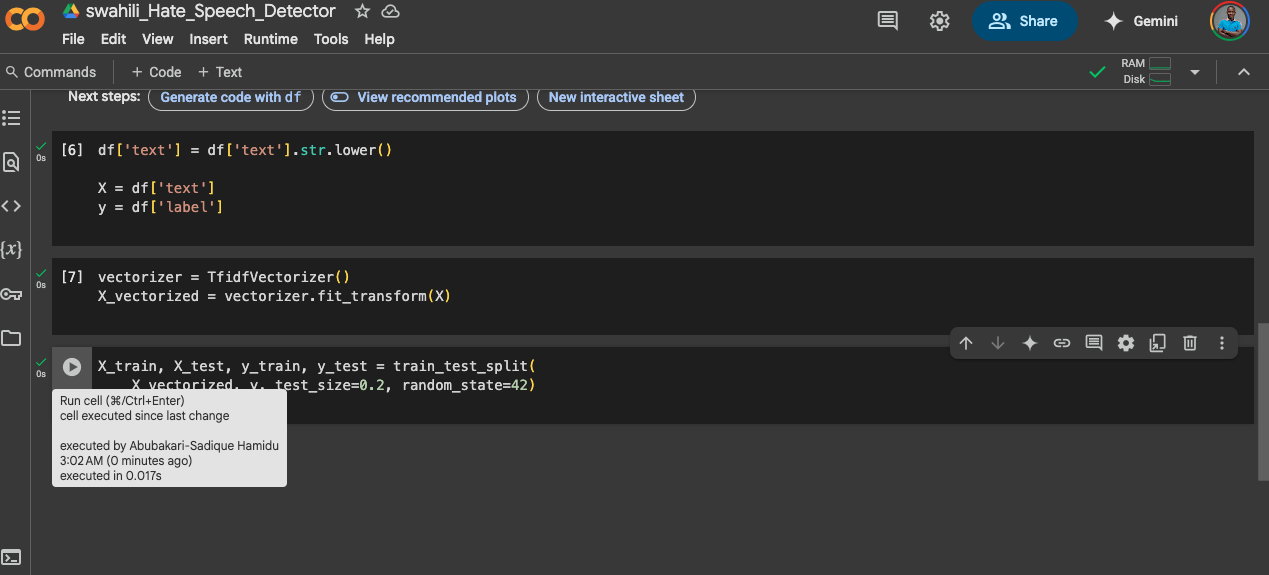 swahili_Hate_Speech_Detector
Share
Gemini
File Edit View Insert Runtime Tools Help
Commands + Code + Text
RAM
Disk
Next steps: Generate code with df View recommended plots New interactive sheet
0s
[6] df['text'] = df['text'].str.lower()
X = df['text']
y = df['label']
0s
[7] vectorizer = TfidfVectorizer()
X_vectorized = vectorizer.fit_transform(X)
0s
X_train, X_test, y_train, y_test = train_test_split(
X_vectorized, y, test_size=0.2, random_state=42)
Run cell (⌘/Ctrl+Enter)
cell executed since last change
executed by Abubakari-Sadique Hamidu
3:02 AM (0 minutes ago)
executed in 0.017s